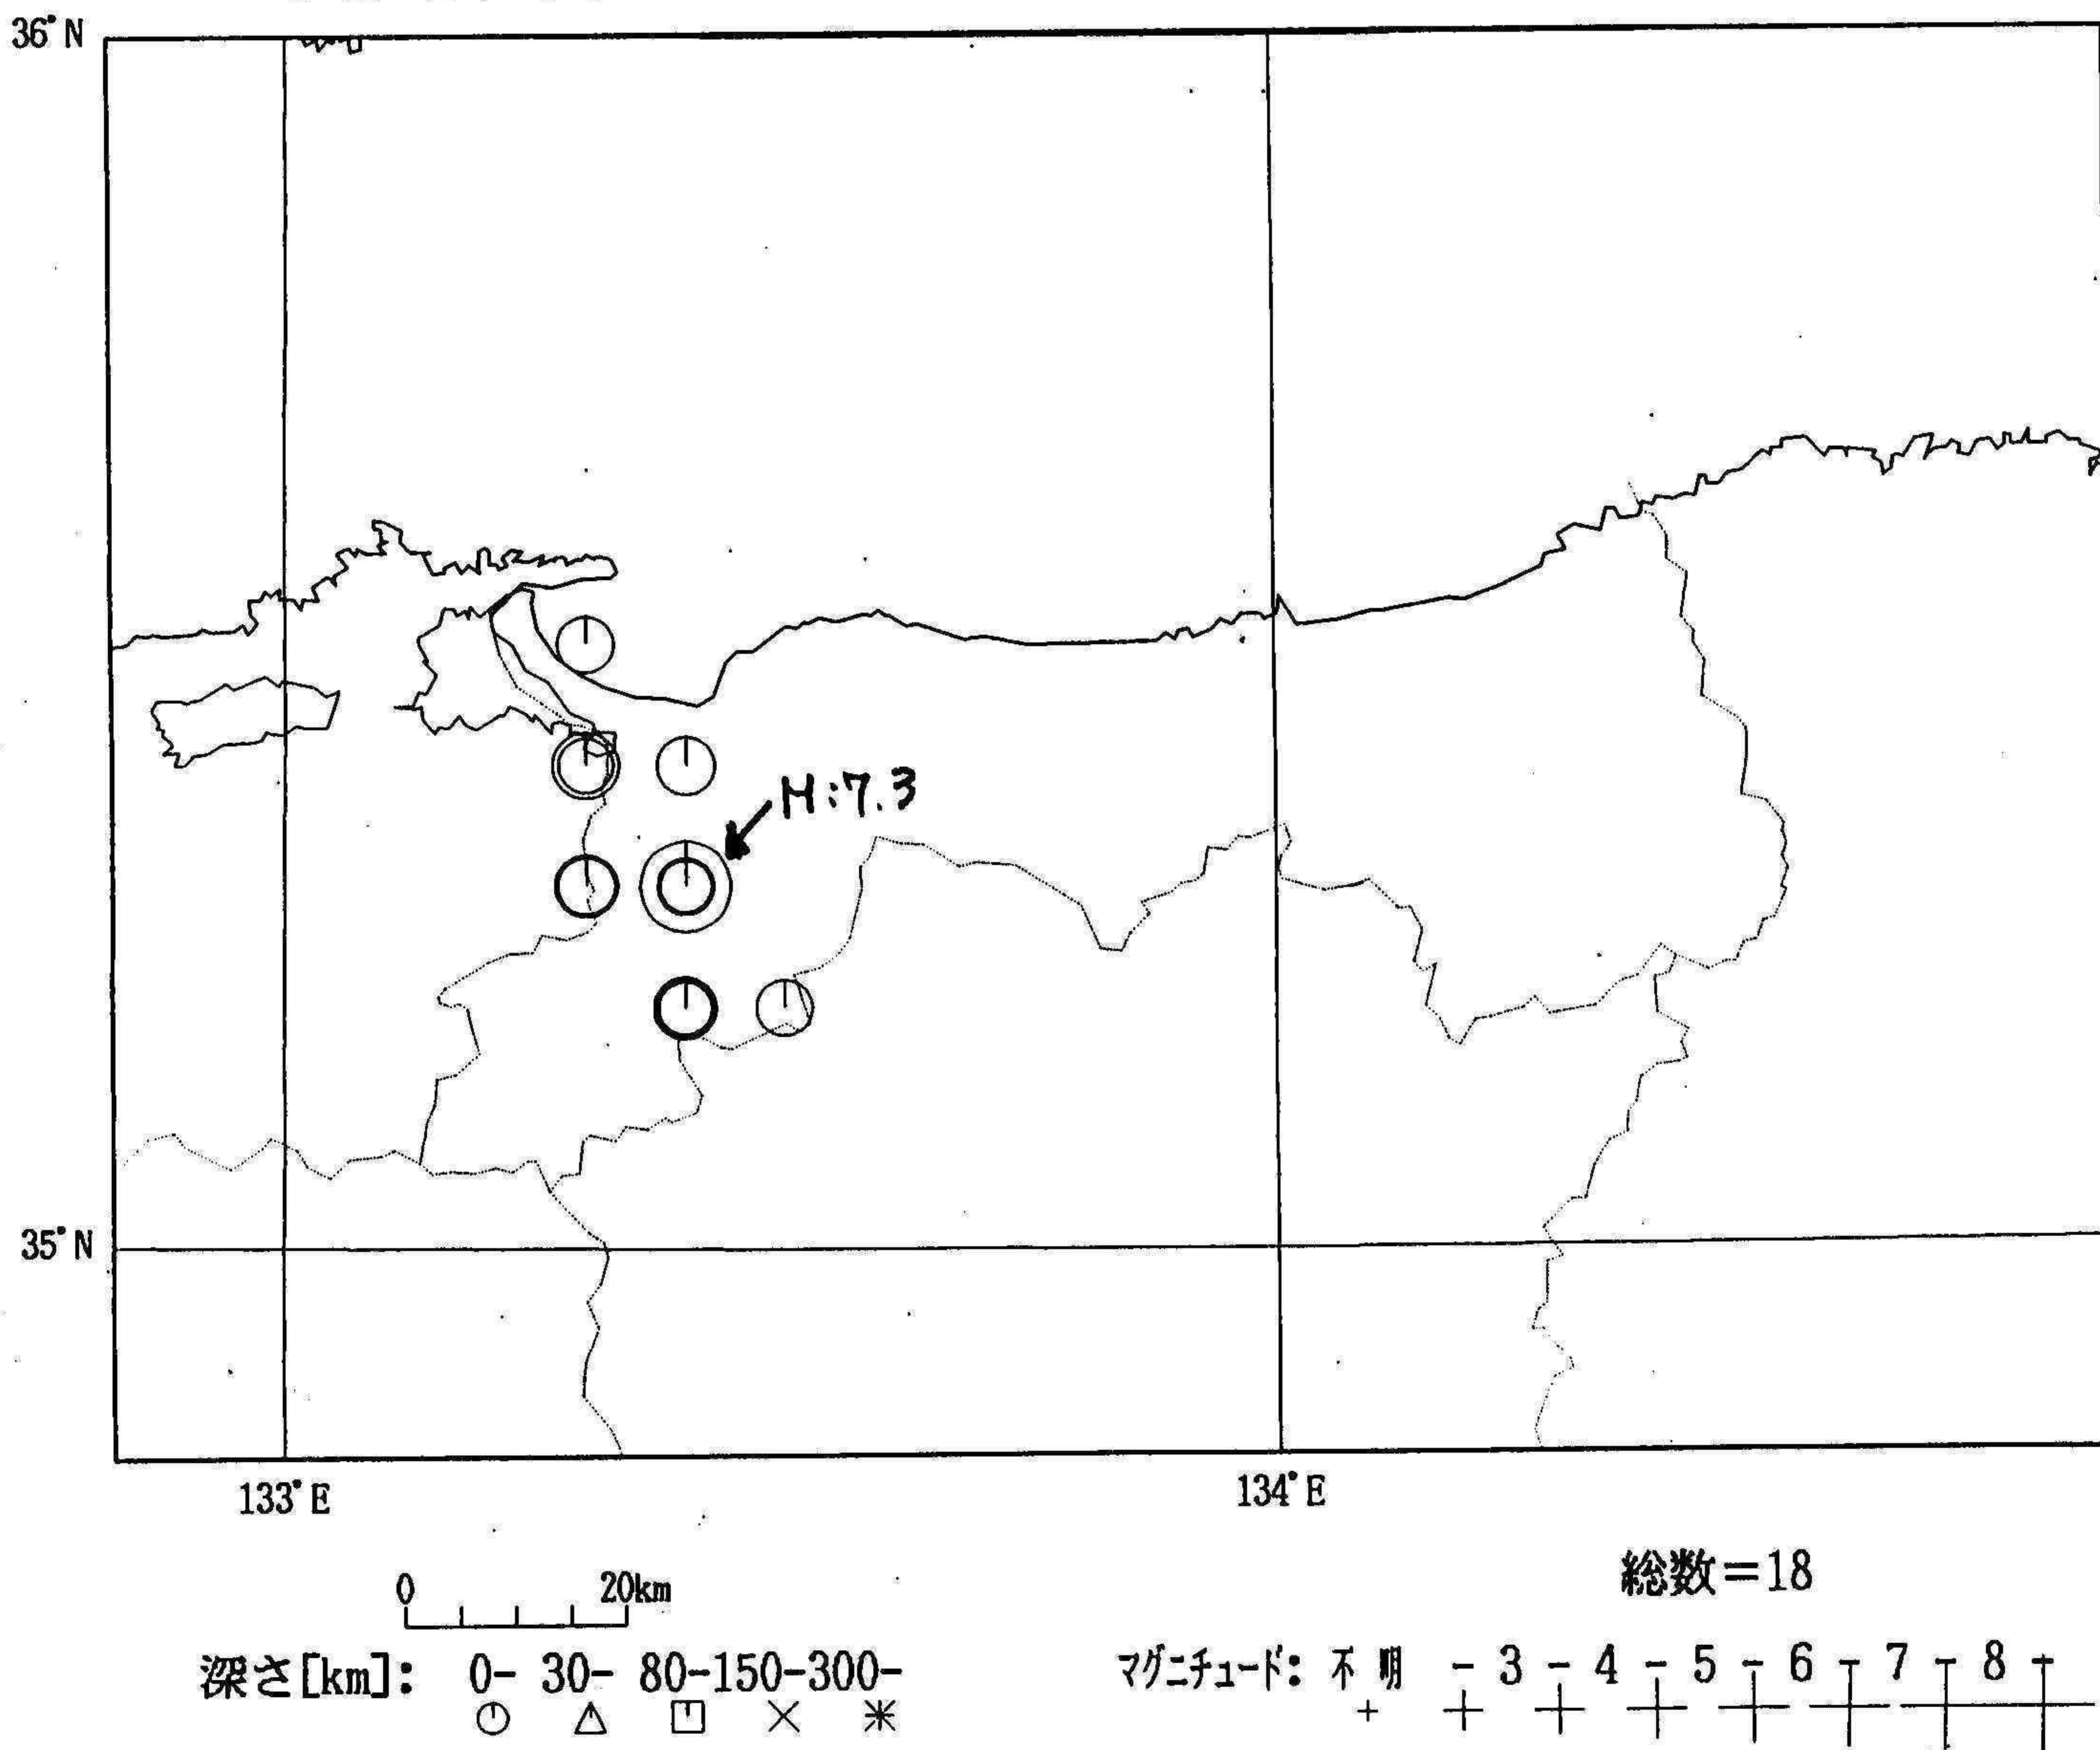 36°N
H:7.3
35°N
133°E
134°E
総数=18
0 20km
深さ[km]: 0- 30- 80-150-300-
マグニチュード: 不明 - 3 - 4 - 5 - 6 - 7 - 8 -